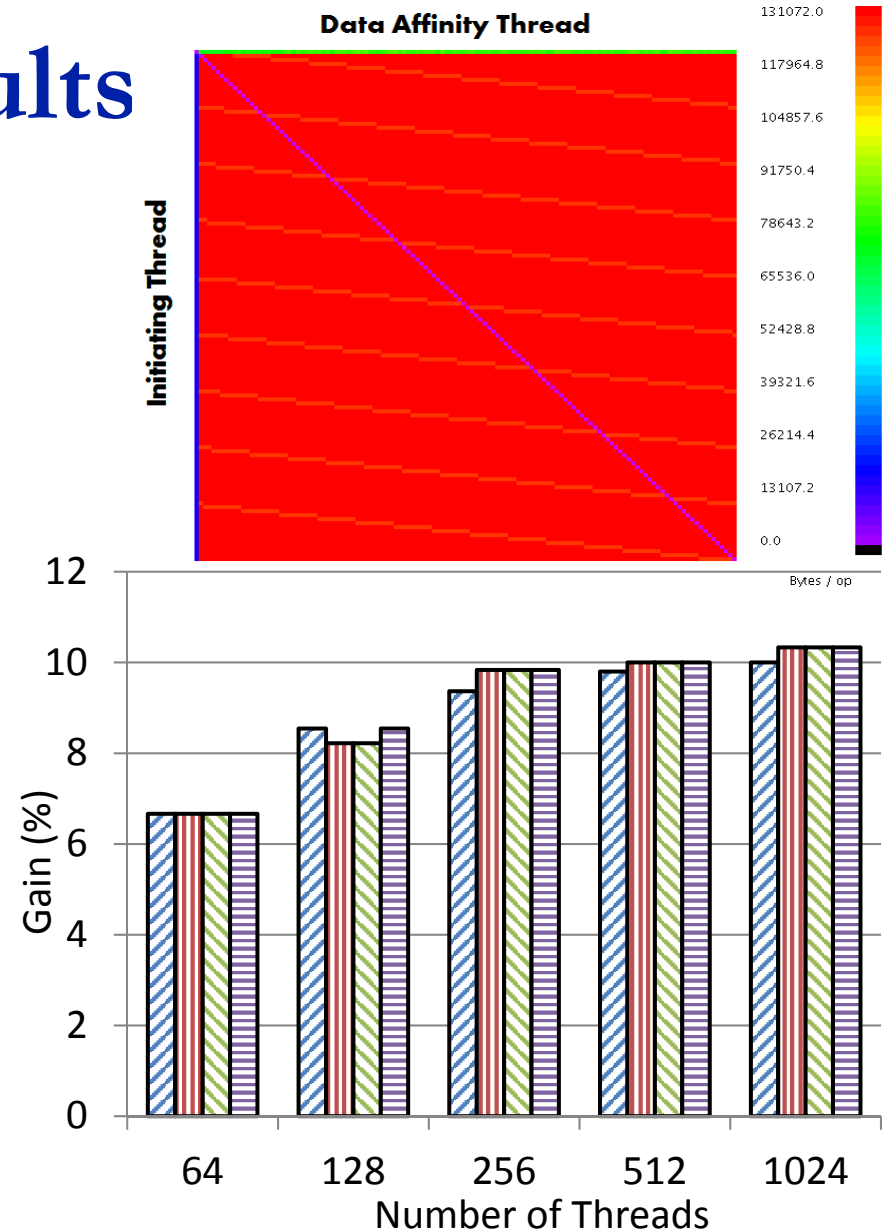 ults
Data Affinity Thread
Initiating Thread
131072.0
117964.8
104857.6
91750.4
78643.2
65536.0
52428.8
39321.6
26214.4
13107.2
0.0
Bytes / op
12
10
8
6
4
2
0
Gain (%)
64 128 256 512 1024
Number of Threads